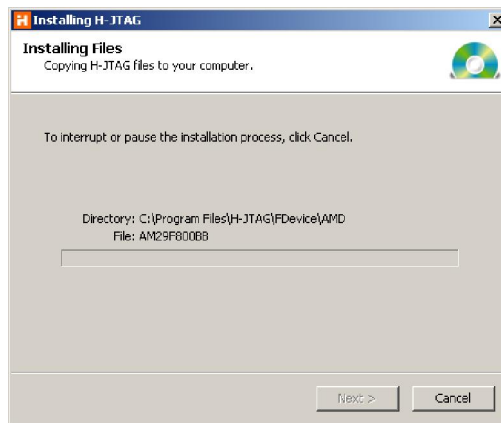 Installing H-JTAG
Installing Files
Copying H-JTAG files to your computer.
To interrupt or pause the installation process, click Cancel.
Directory: C:\Program Files\H-JTAG\FDevice\AMD
File: AM29F800BB
Next >
Cancel